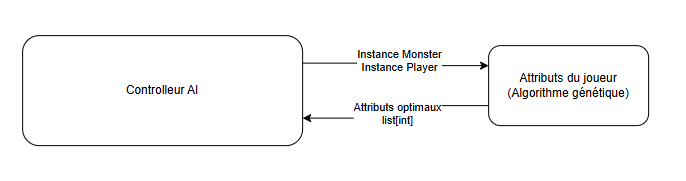 Controlleur AI
Instance Monster
Instance Player
Attributs optimaux
list[int]
Attributs du joueur
(Algorithme génétique)